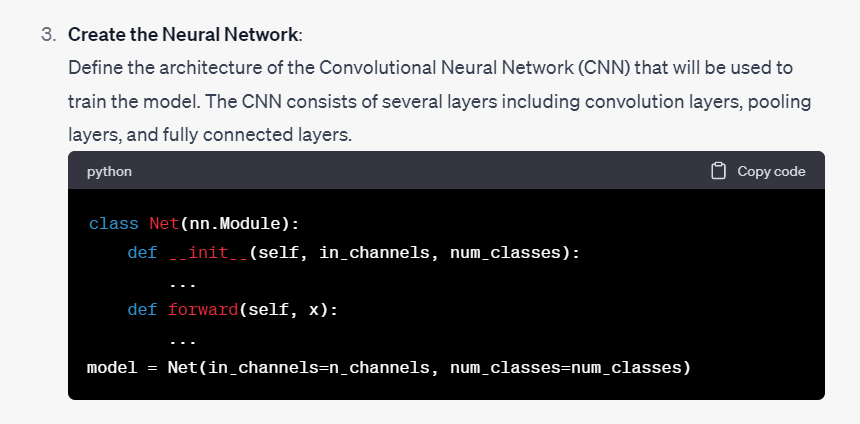 3. Create the Neural Network:
Define the architecture of the Convolutional Neural Network (CNN) that will be used to
train the model. The CNN consists of several layers including convolution layers, pooling
layers, and fully connected layers.
python Copy code
class Net(nn.Module):
    def __init__(self, in_channels, num_classes):
        ...
    def forward(self, x):
        ...
model = Net(in_channels=n_channels, num_classes=num_classes)